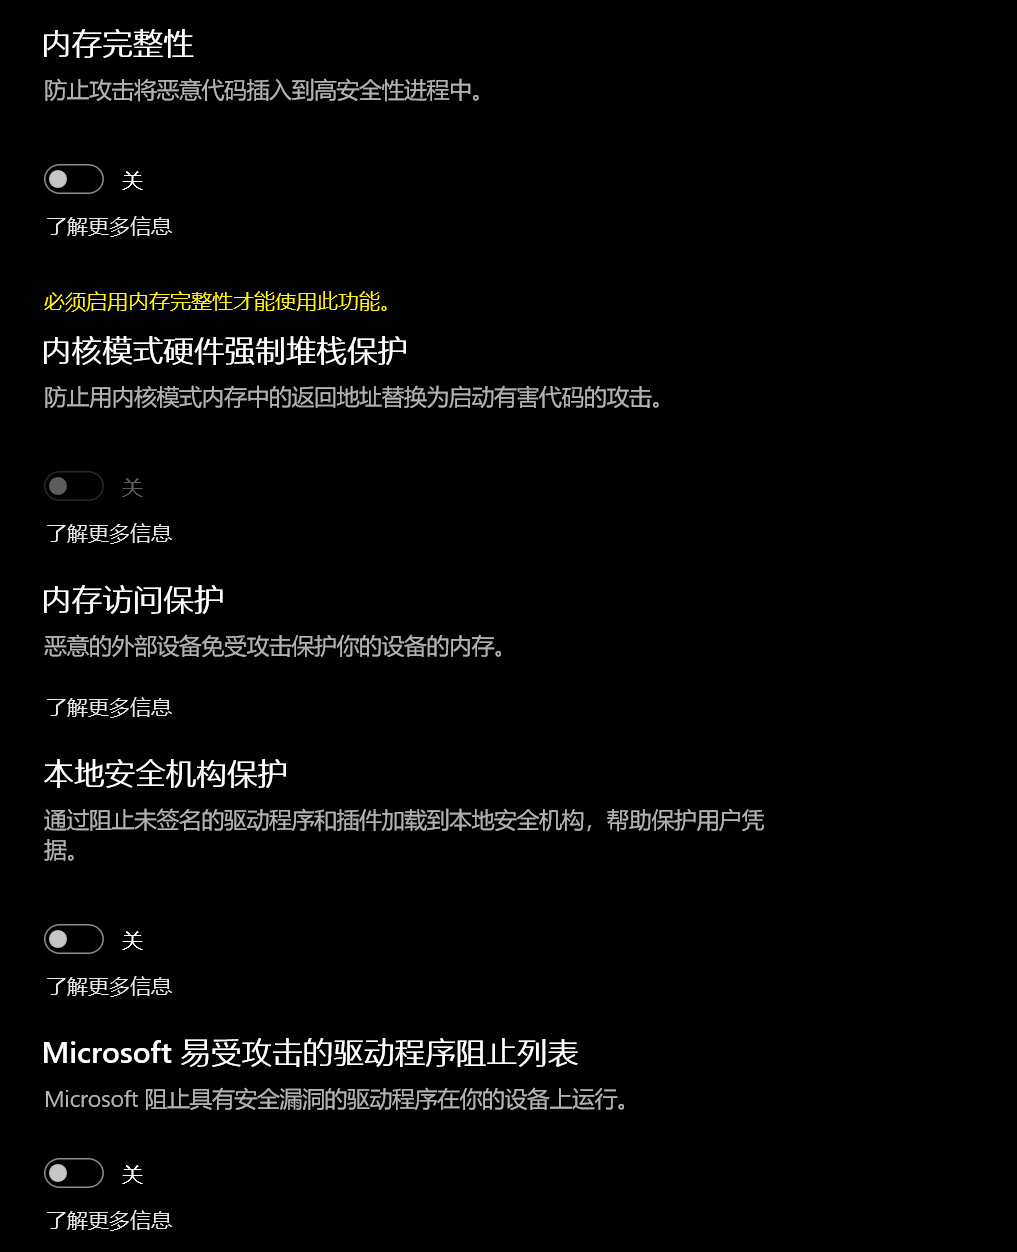 内存完整性
防止攻击将恶意代码插入到高安全性进程中。
关
了解更多信息
必须启用内存完整性才能使用此功能。
内核模式硬件强制堆栈保护
防止用内核模式内存中的返回地址替换为启动有害代码的攻击。
关
了解更多信息
内存访问保护
恶意的外部设备免受攻击保护你的设备的内存。
了解更多信息
本地安全机构保护
通过阻止未签名的驱动程序和插件加载到本地安全机构，帮助保护用户凭
据。
关
了解更多信息
Microsoft 易受攻击的驱动程序阻止列表
Microsoft 阻止具有安全漏洞的驱动程序在你的设备上运行。
关
了解更多信息